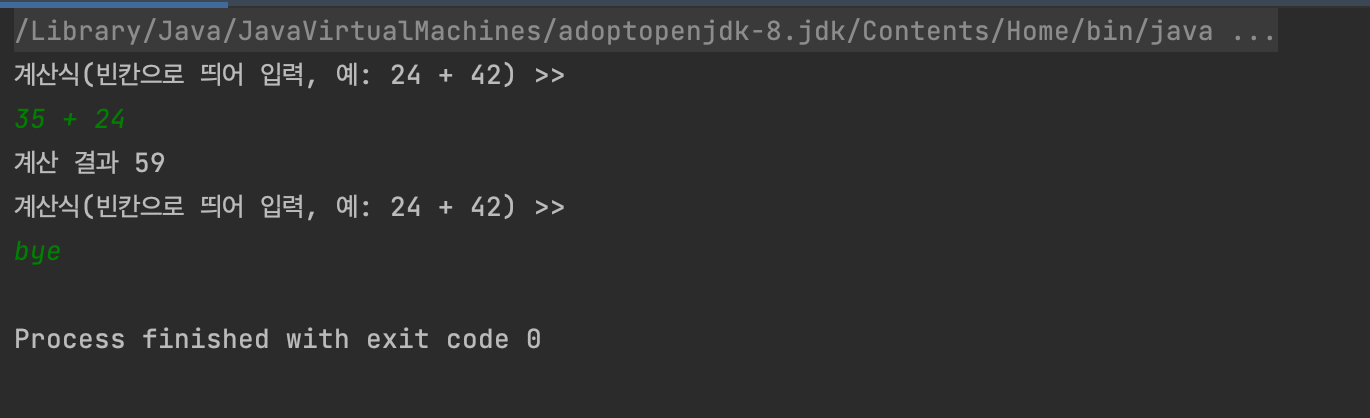 /Library/Java/JavaVirtualMachines/adoptopenjdk-8.jdk/Contents/Home/bin/java ...
계산식(빈칸으로 띄어 입력, 예: 24 + 42) >>
35 + 24
계산 결과 59
계산식(빈칸으로 띄어 입력, 예: 24 + 42) >>
bye
Process finished with exit code 0